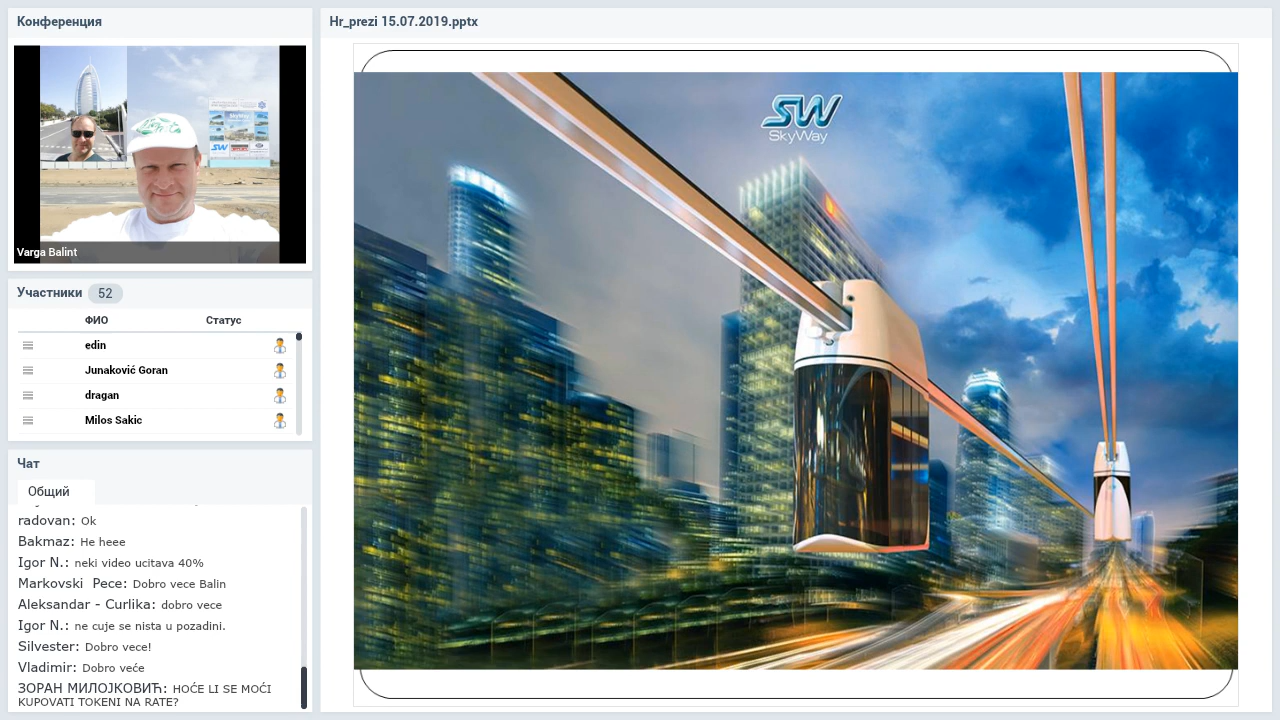 Конференция
Varga Balint
Участники 52
ФИО Статус
edin
Junaković Goran
dragan
Milos Sakic
Чат
Общий
radovan: Ok
Bakmaz: He heee
Igor N.: neki video ucitava 40%
Markovski Pece: Dobro vece Balin
Aleksandar - Curlika: dobro vece
Igor N.: ne cuje se nista u pozadini.
Silvester: Dobro vece!
Vladimir: Dobro veće
ЗОРАН МИЛОЈКОВИЋ: HOĆE LI SE MOĆI
KUPOVATI TOKENI NA RATE?
Hr_prezi 15.07.2019.pptx
SW
SkyWay